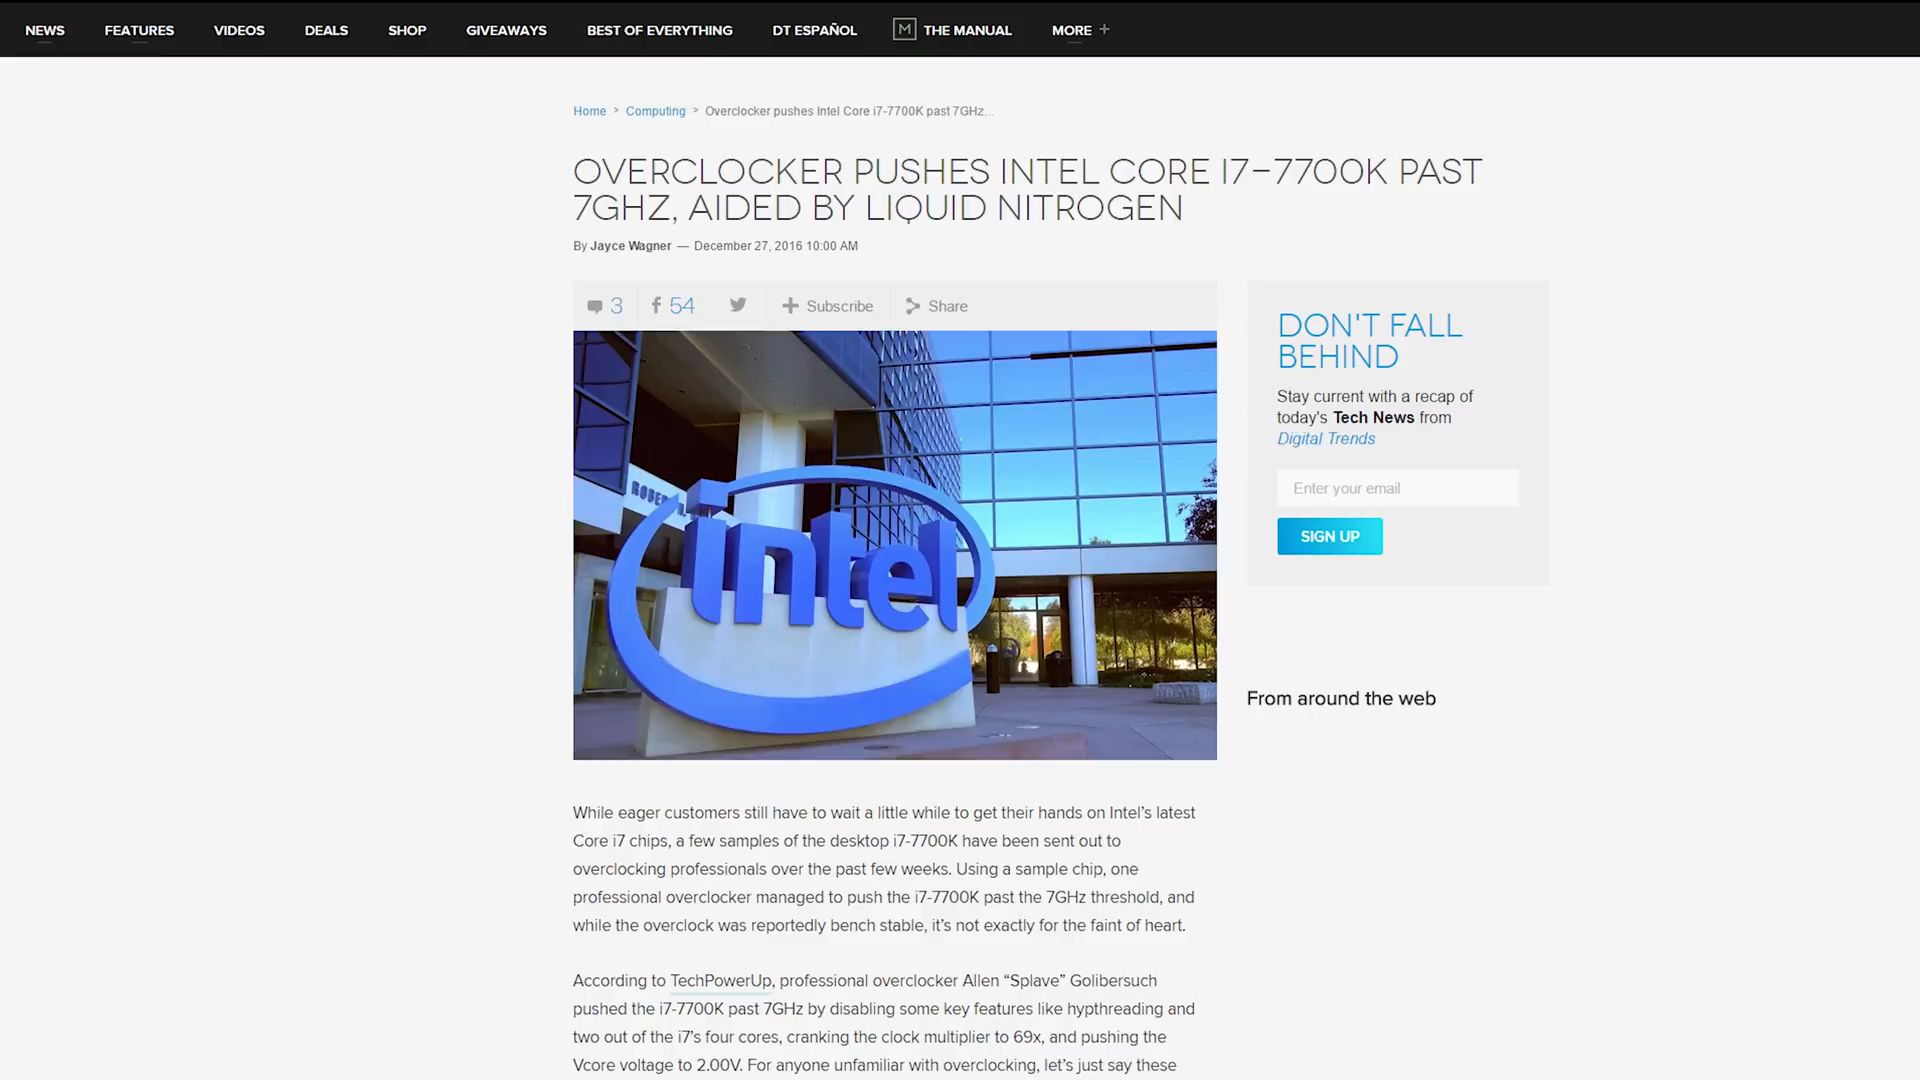 NEWS FEATURES VIDEOS DEALS SHOP GIVEAWAYS BEST OF EVERYTHING DT ESPAÑOL M THE MANUAL MORE +
Home > Computing > Overclocker pushes Intel Core i7-7700K past 7GHz...
OVERCLOCKER PUSHES INTEL CORE I7-7700K PAST
7GHZ, AIDED BY LIQUID NITROGEN
By Jayce Wagner — December 27, 2016 10:00 AM
3 f 54 + Subscribe Share
intel
While eager customers still have to wait a little while to get their hands on Intel's latest
Core i7 chips, a few samples of the desktop i7-7700K have been sent out to
overclocking professionals over the past few weeks. Using a sample chip, one
professional overclocker managed to push the i7-7700K past the 7GHz threshold, and
while the overclock was reportedly bench stable, it's not exactly for the faint of heart.
According to TechPowerUp, professional overclocker Allen “Splave” Golibersuch
pushed the i7-7700K past 7GHz by disabling some key features like hypthreading and
two out of the i7's four cores, cranking the clock multiplier to 69x, and pushing the
Vcore voltage to 2.00V. For anyone unfamiliar with overclocking, let's just say these
DON'T FALL
BEHIND
Stay current with a recap of
today's Tech News from
Digital Trends
Enter your email
SIGN UP
From around the web